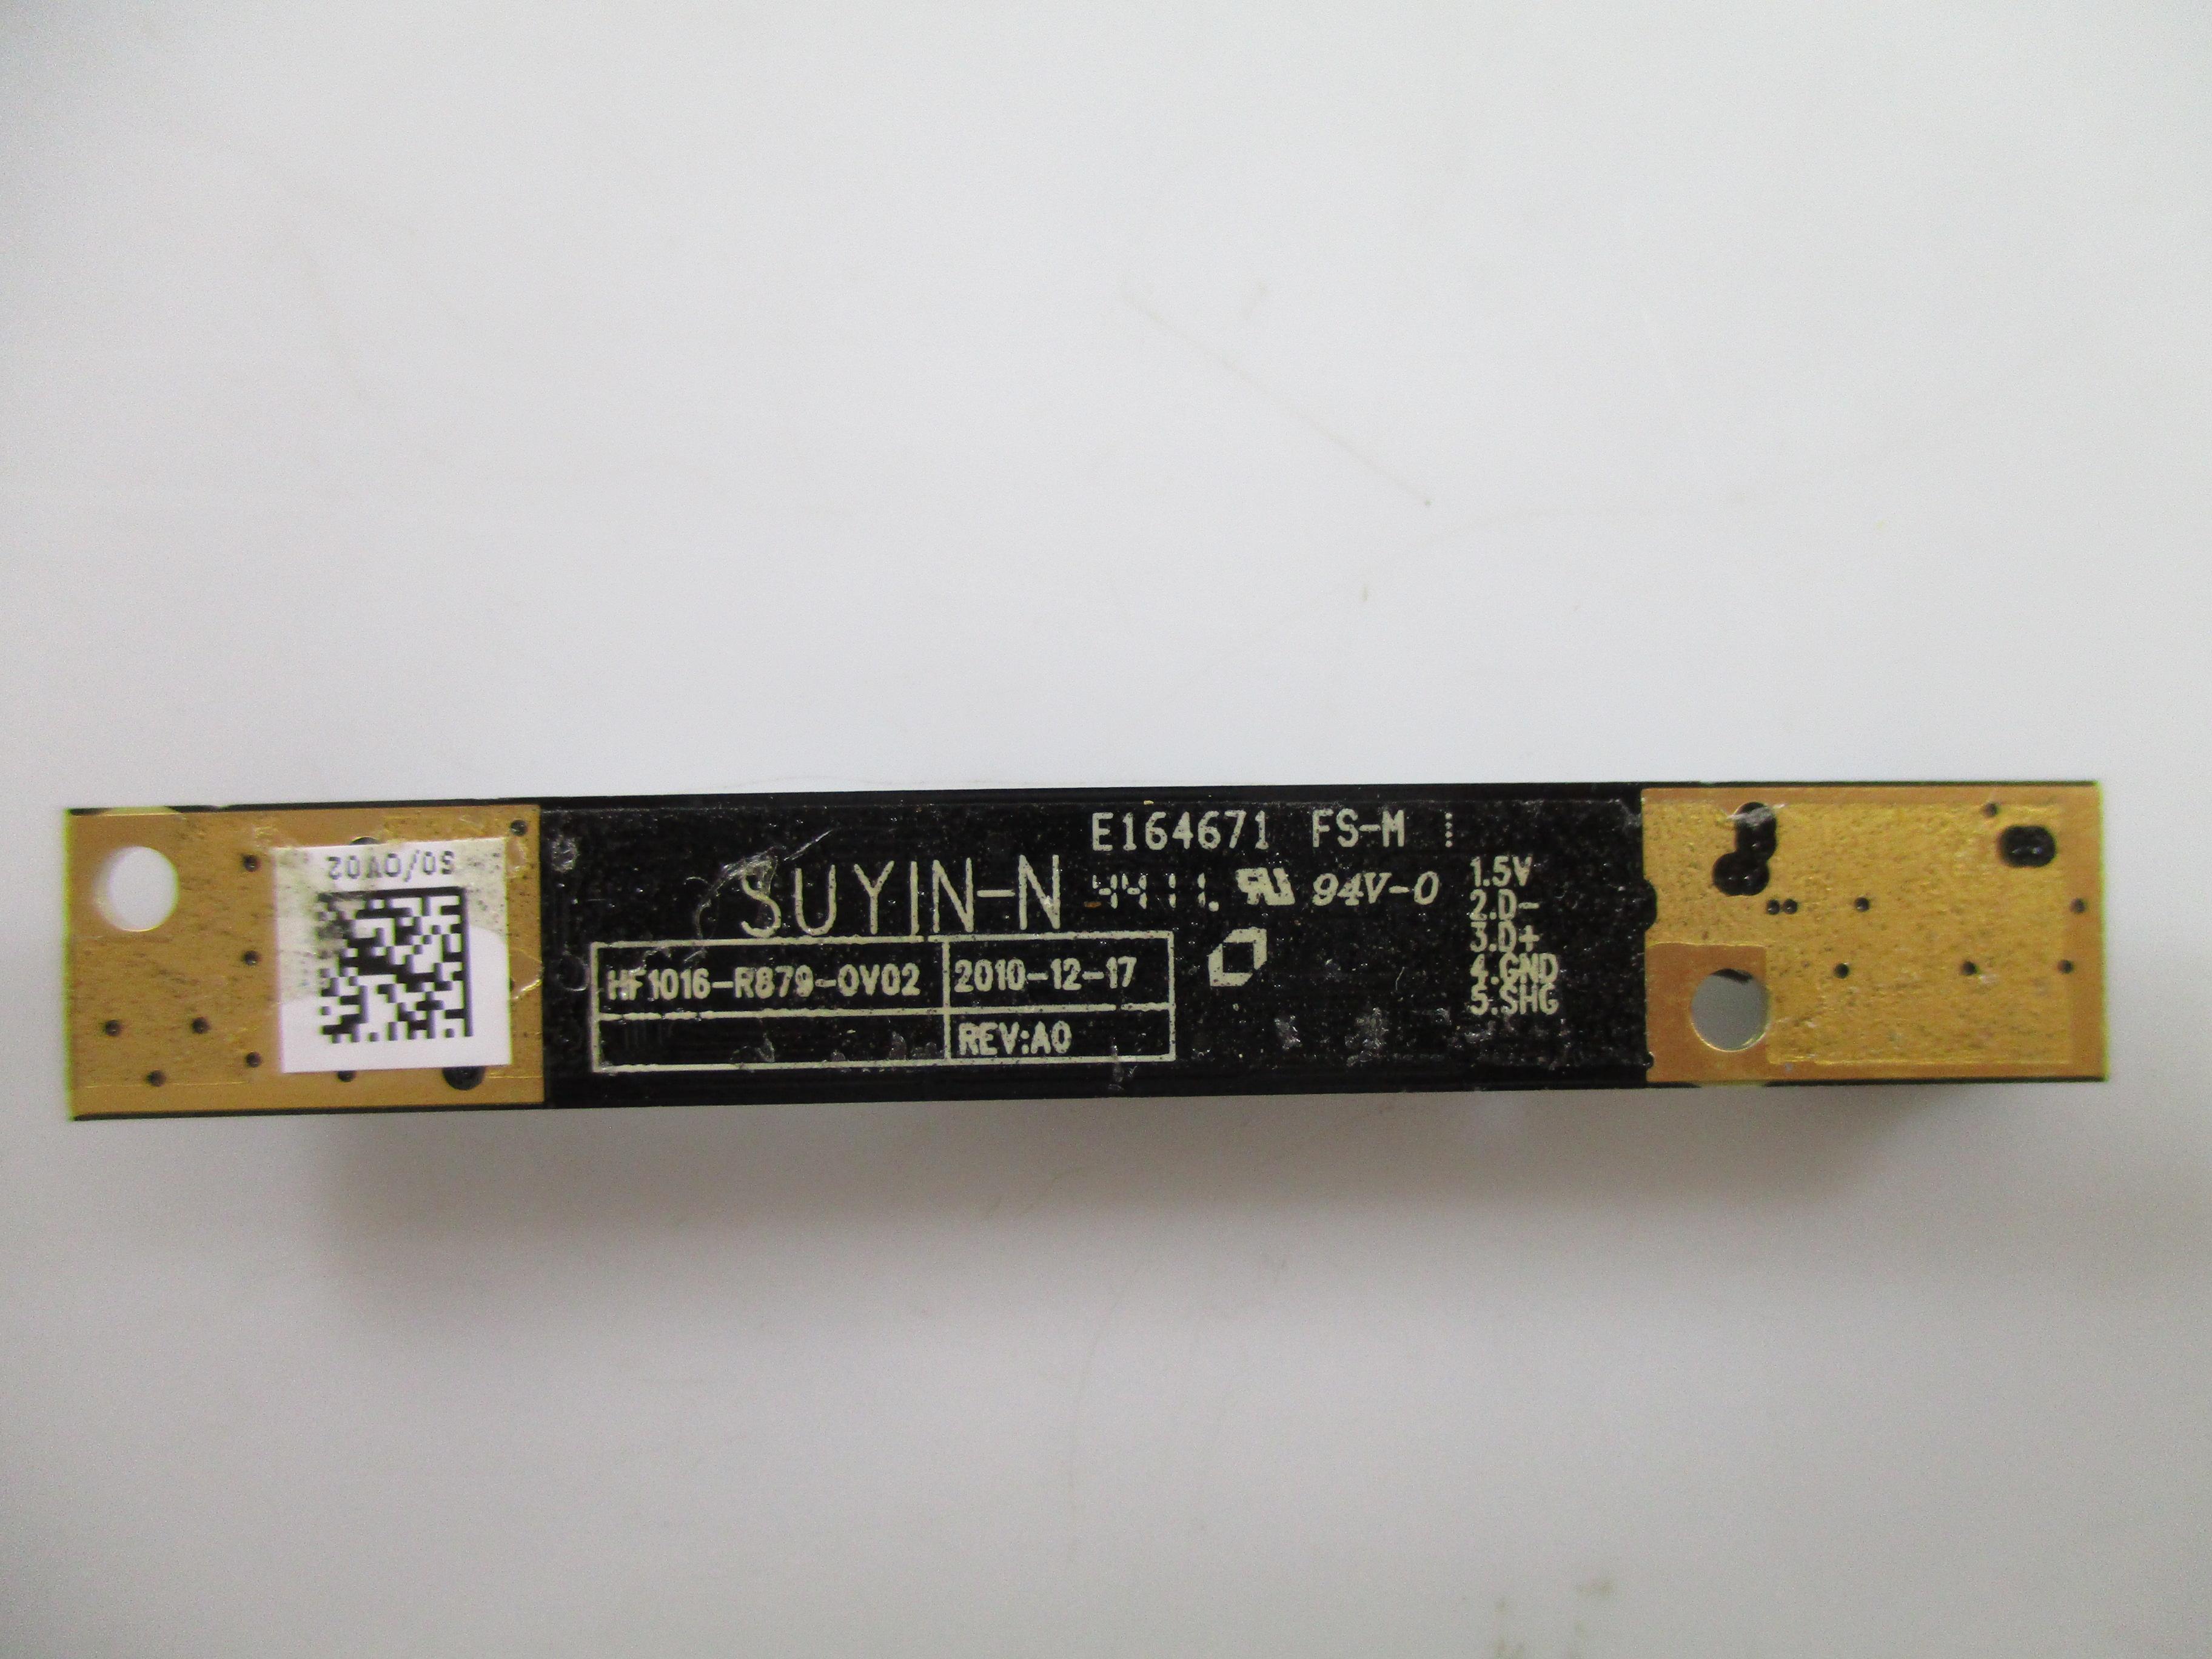 E164671 FS-M
SUYIN-N 4411. 94V-0
1.5V
2.D-
3.D+
4.GND
5.SHG
HF1016-R879-OV02 2010-12-17
REV:A0
S0/OV02